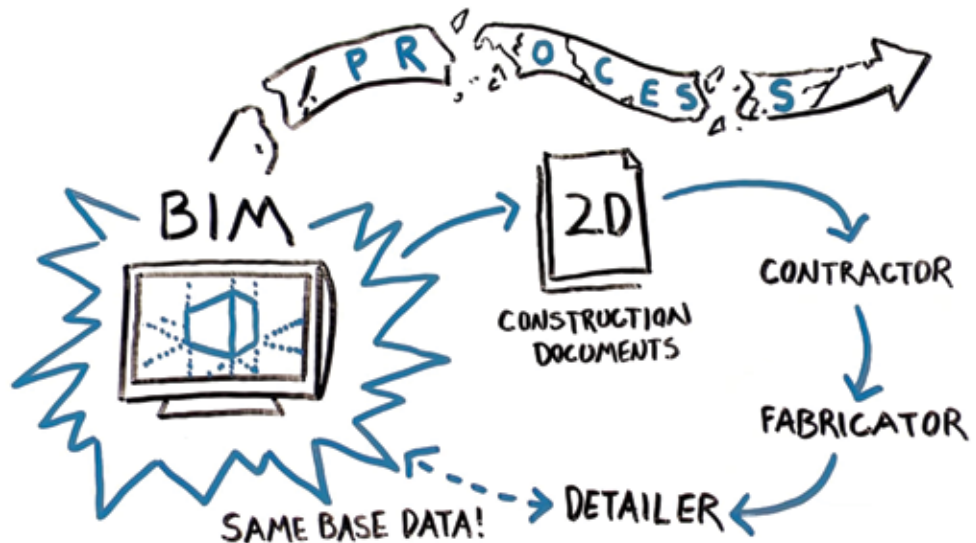 PROCESS
BIM
2D
CONSTRUCTION
DOCUMENTS
CONTRACTOR
FABRICATOR
DETAILER
SAME BASE DATA!